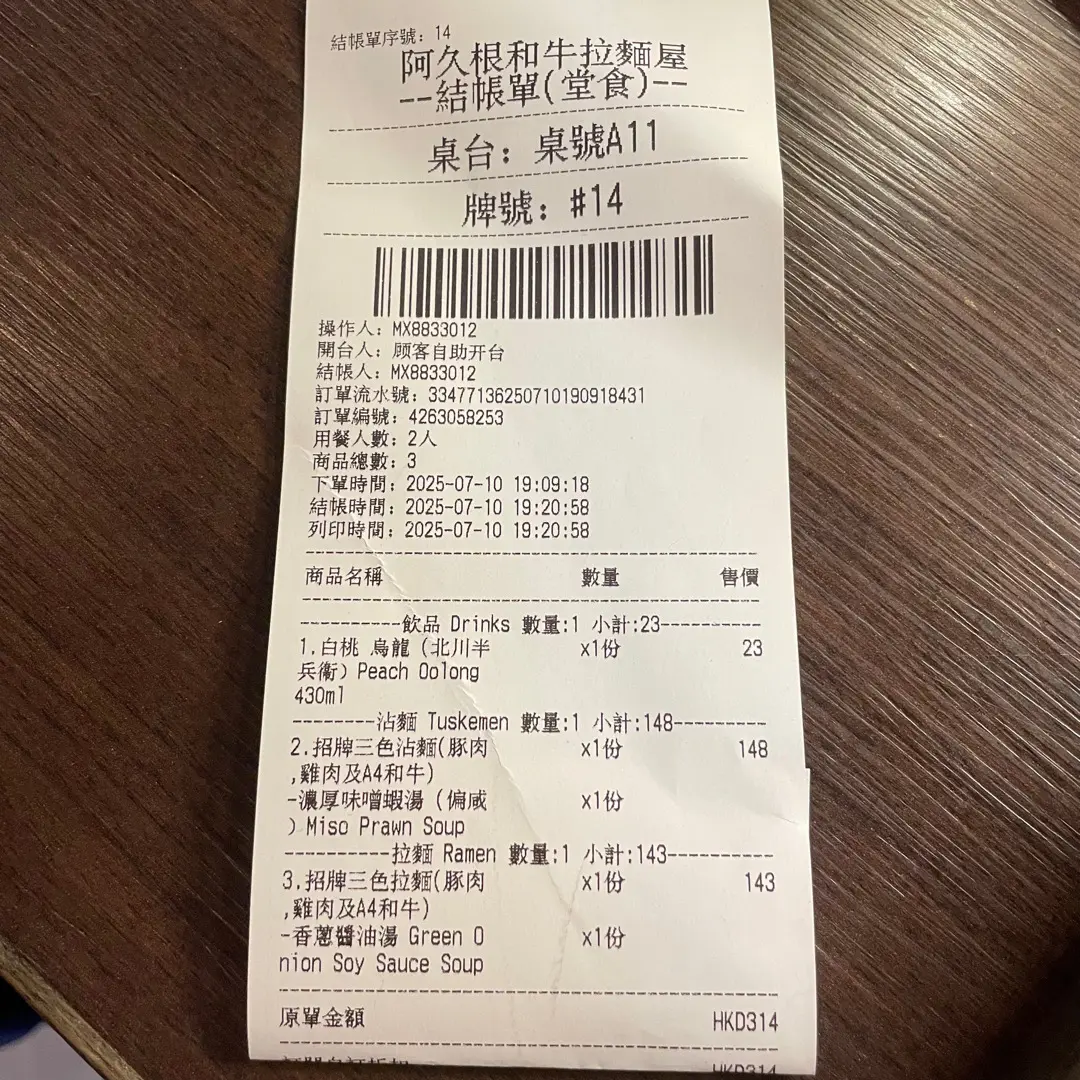 結帳單序號：14
阿久根和牛拉麵屋
--結帳單(堂食)--
桌台：桌號A11
牌號：#14
操作人：MX8833012
開台人：顾客自助开台
結帳人：MX8833012
訂單流水號：33477136250710190918431
訂單編號：4263058253
用餐人數：2人
商品總數：3
下單時間：2025-07-10 19:09:18
結帳時間：2025-07-10 19:20:58
列印時間：2025-07-10 19:20:58
商品名稱 數量 售價
----------飲品 Drinks 數量:1 小計:23----------
1.白桃 烏龍（北川半 x1份 23
兵衞）Peach Oolong
430ml
--------沾麵 Tuskemen 數量:1 小計:148---------
2.招牌三色沾麵(豚肉 x1份 148
,雞肉及A4和牛)
-濃厚味噌蝦湯（偏咸 x1份
）Miso Prawn Soup
----------拉麵 Ramen 數量:1 小計:143----------
3.招牌三色拉麵(豚肉 x1份 143
,雞肉及A4和牛)
-香蔥醬油湯 Green O x1份
nion Soy Sauce Soup
原單金額 HKD314
HKD314